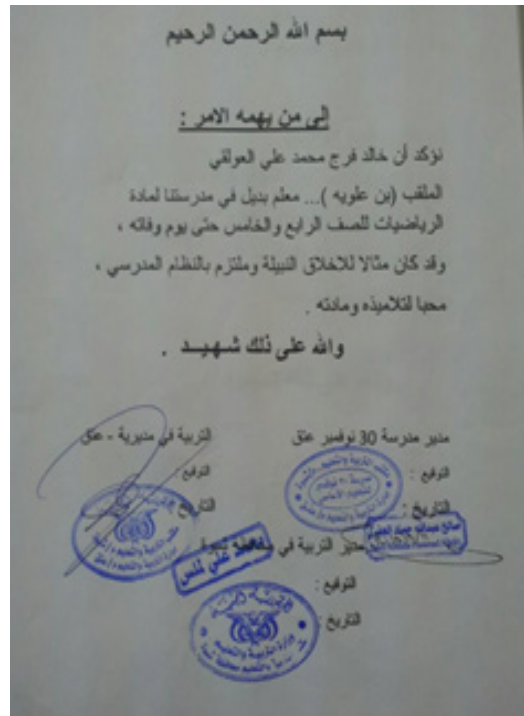 بسم الله الرحمن الرحيم
إلى من يهمه الامر :
نؤكد أن خالد فرج محمد علي العولقي
الملقب (بن علويه )... معلم بديل في مدرستنا لمادة
الرياضيات للصف الرابع والخامس حتى يوم وفاته ،
وقد كان مثالا للاخلاق النبيلة وملتزم بالنظام المدرسي ،
محبا لتلاميذه ومادته .
والله على ذلك شهيــد .
مدير مدرسة 30 نوفمبر عتق
التربية في مديرية - عتق
التوقيع :
التوقيع :
التاريخ :
التاريخ :
مدير التربية في
التوقيع :
التاريخ :